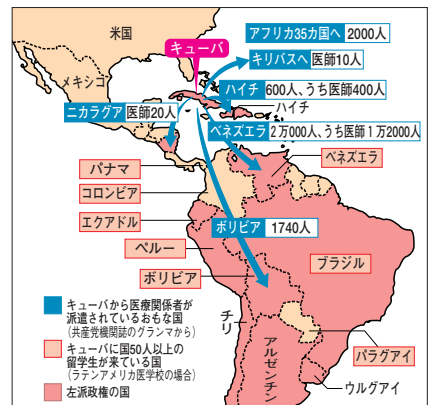 米国
アフリカ35カ国へ 2000人
キューバ
キリバスへ 医師10人
メキシコ
ハイチ 600人、うち医師400人
ハイチ
ニカラグア 医師20人
ベネズエラ 2万000人、うち医師1万2000人
ベネズエラ
パナマ
コロンビア
エクアドル
ボリビア 1740人
ペルー
ブラジル
ボリビア
チリ
アルゼンチン
パラグアイ
ウルグアイ
キューバから医療関係者が
派遣されているおもな国
(共産党機関誌のグランマから)
キューバに国50人以上の
留学生が来ている国
(ラテンアメリカ医学校の場合)
左派政権の国